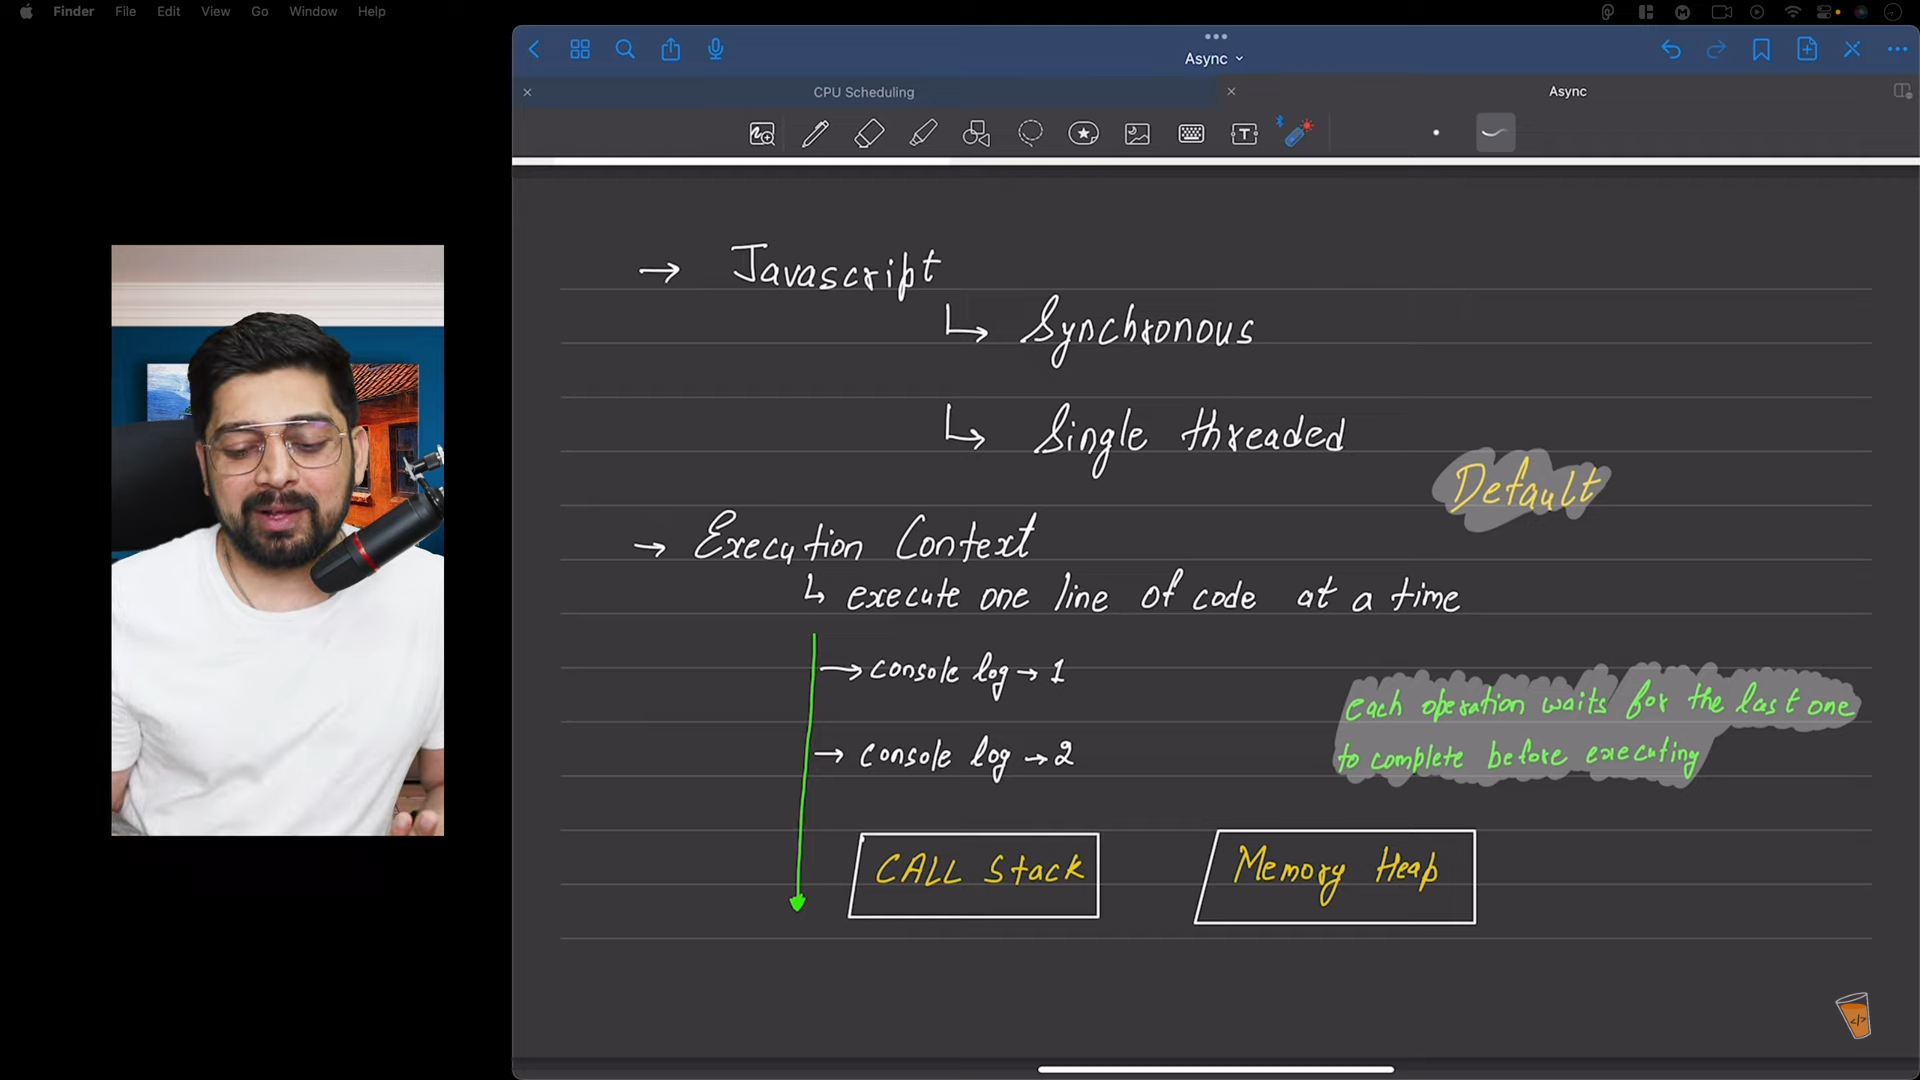 Finder File Edit View Go Window Help
Async
CPU Scheduling
Async
→ Javascript
↳ Synchronous
↳ Single threaded
Default
→ Execution Context
↳ execute one line of code at a time
→ console log → 1
→ console log → 2
each operation waits for the last one
to complete before executing
CALL Stack
Memory Heap